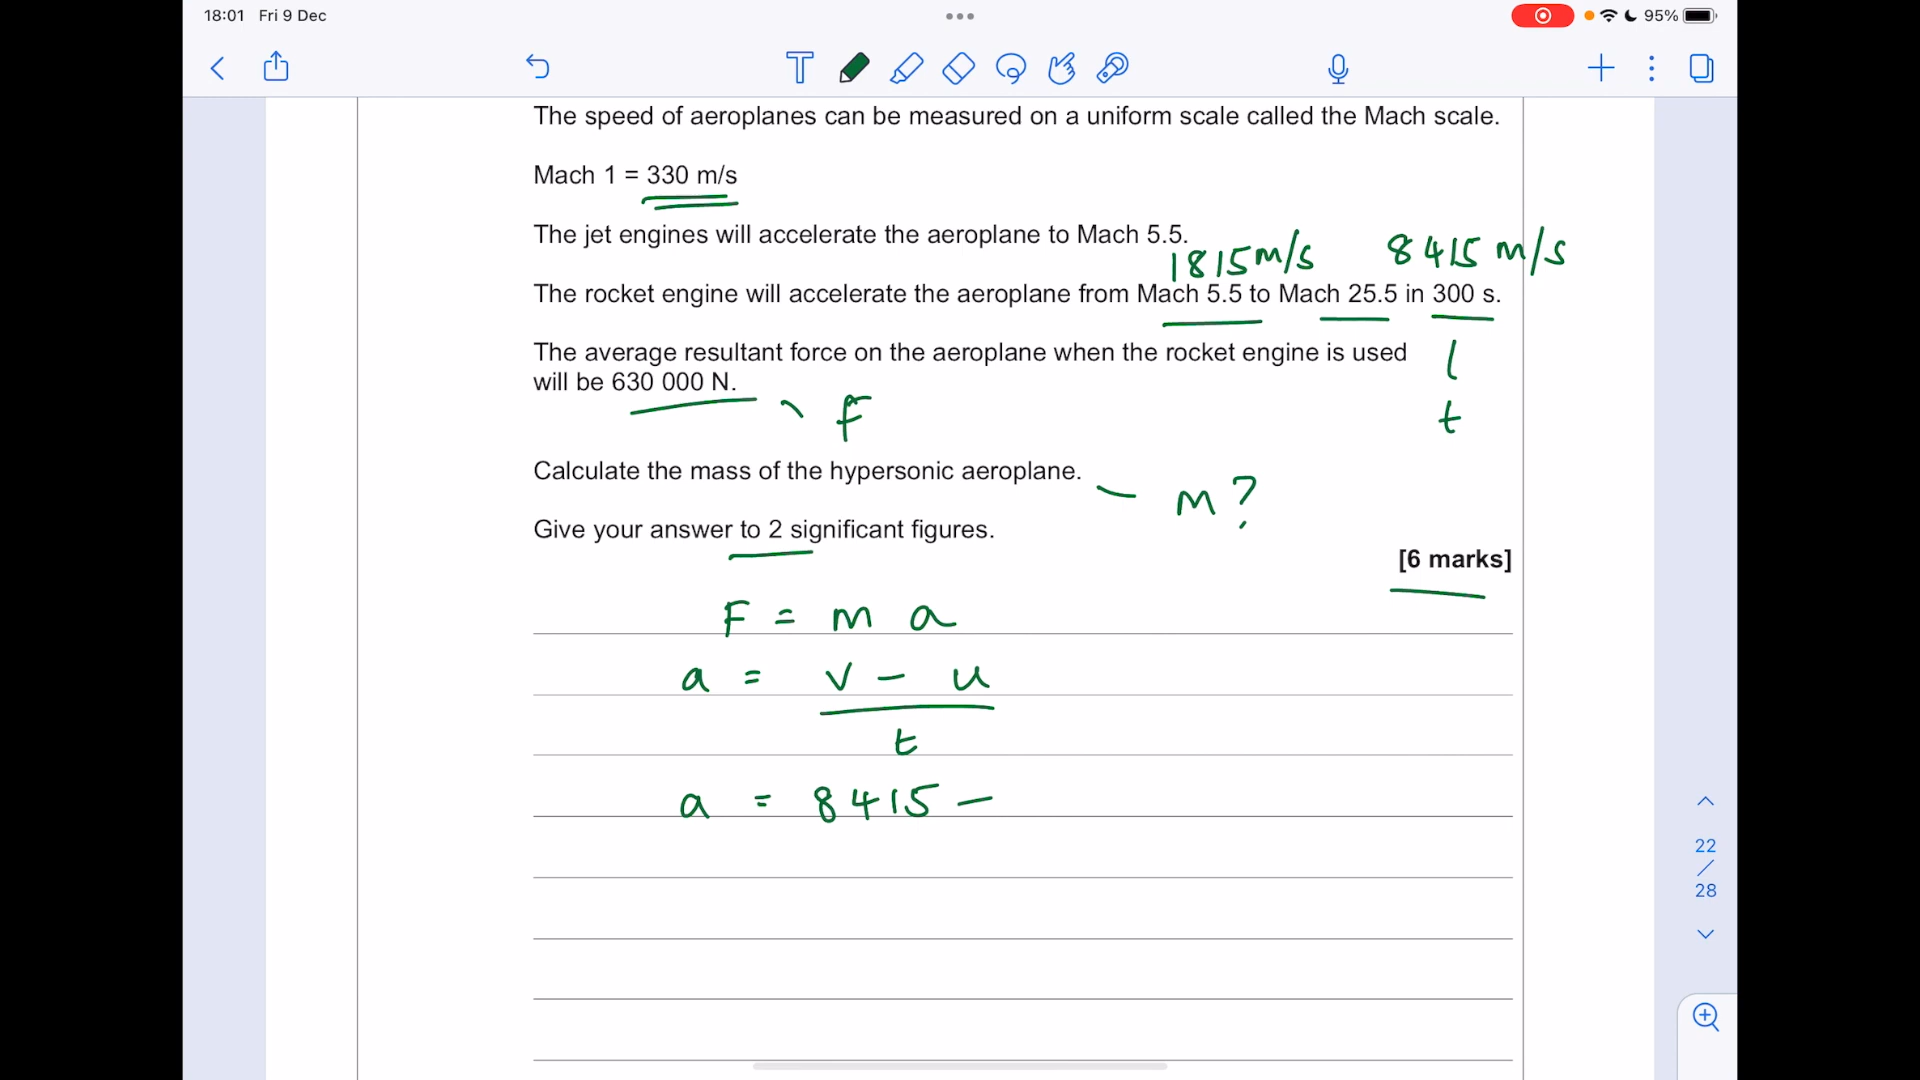 18:01 Fri 9 Dec
95%
T
The speed of aeroplanes can be measured on a uniform scale called the Mach scale.
Mach 1 = 330 m/s
The jet engines will accelerate the aeroplane to Mach 5.5.
1815m/s 8415 m/s
The rocket engine will accelerate the aeroplane from Mach 5.5 to Mach 25.5 in 300 s.
The average resultant force on the aeroplane when the rocket engine is used
will be 630 000 N.
F
t
Calculate the mass of the hypersonic aeroplane.
m?
Give your answer to 2 significant figures.
[6 marks]
F = m a
a = v - u
t
a = 8415 -
22
/
28